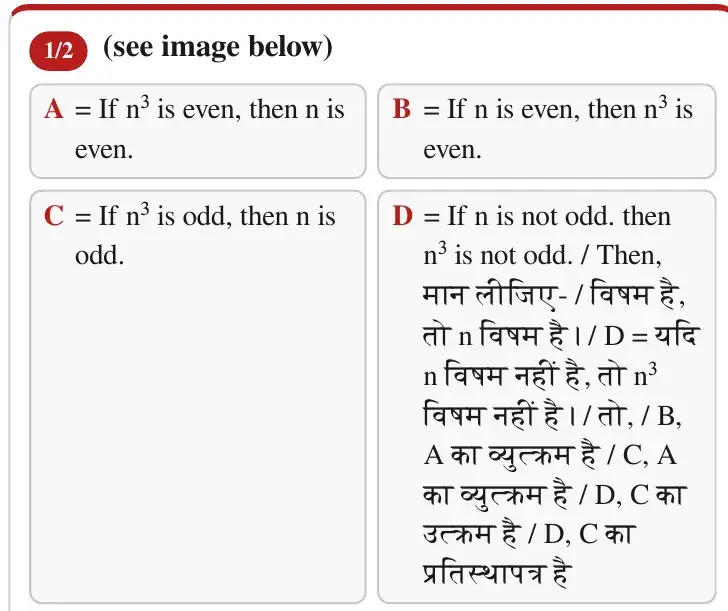 1/2 (see image below)
A = If n³ is even, then n is
even.
B = If n is even, then n³ is
even.
C = If n³ is odd, then n is
odd.
D = If n is not odd. then
n³ is not odd. / Then,
मान लीजिए- / विषम है,
तो n विषम है। / D = यदि
n विषम नहीं है, तो n³
विषम नहीं है। / तो, / B,
A का व्युत्क्रम है / C, A
का व्युत्क्रम है / D, C का
उत्क्रम है / D, C का
प्रतिस्थापत्र है